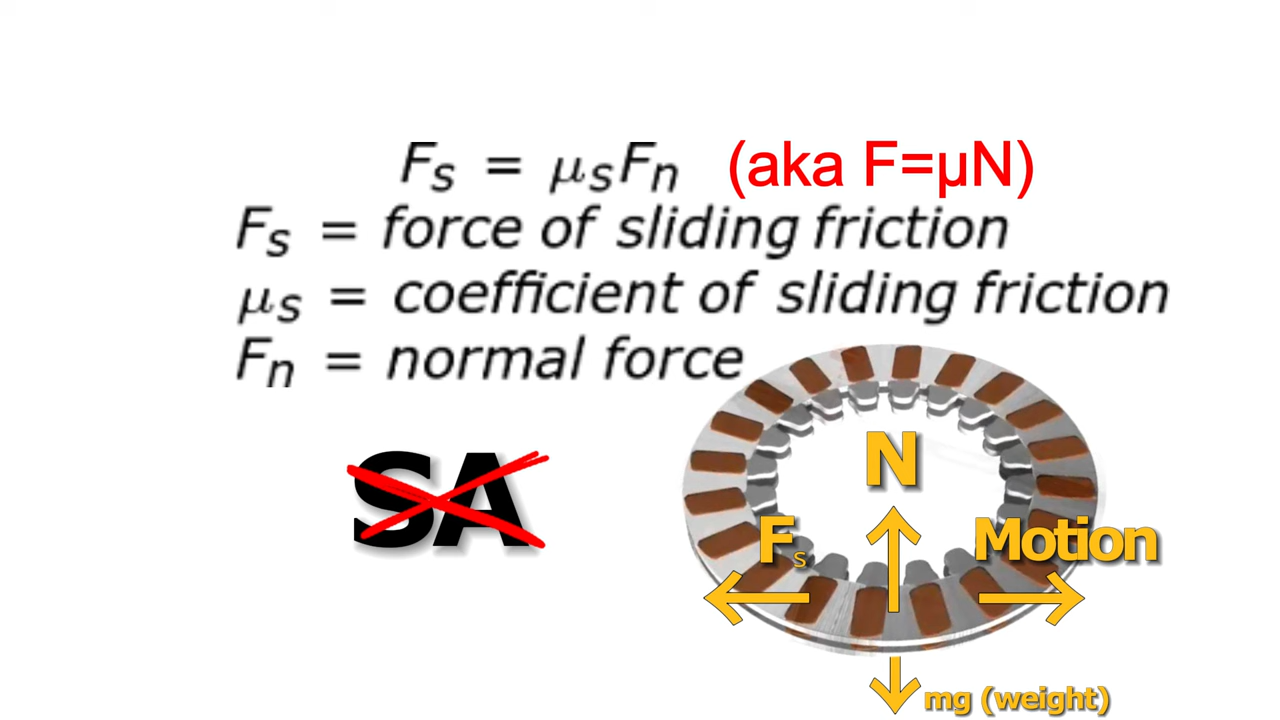 Fs = μsFn (aka F=μN)
Fs = force of sliding friction
μs = coefficient of sliding friction
Fn = normal force
SA
N
Fs
Motion
mg (weight)